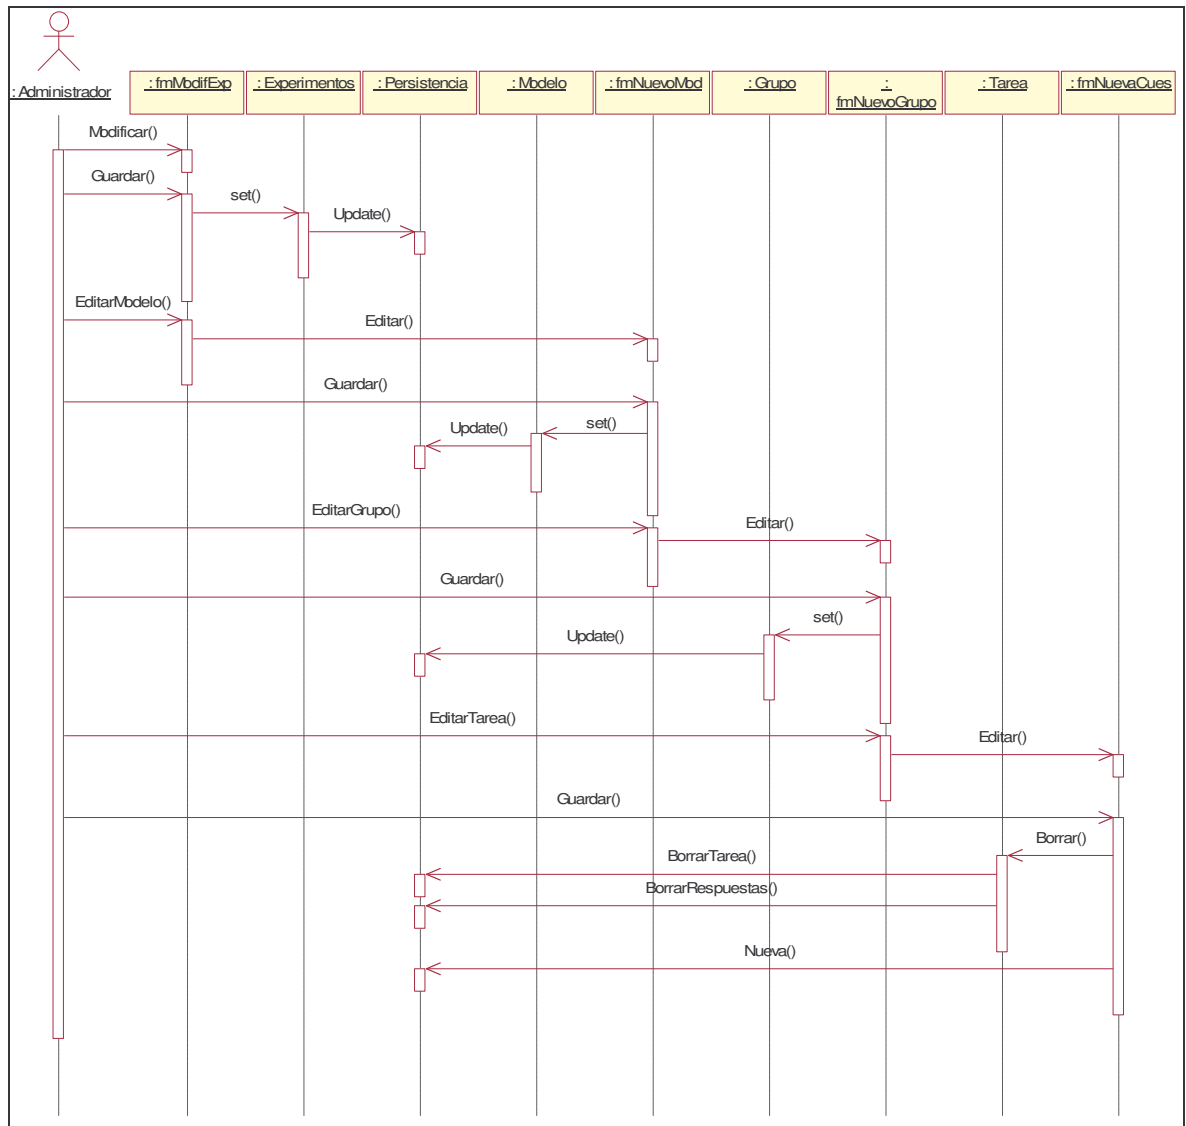 : Administrador
: fmModifExp
: Experimentos
: Persistencia
: Modelo
: fmNuevoMod
: Grupo
:
fmNuevoGrupo
: Tarea
: fmNuevaCues
Modificar()
Guardar()
set()
Update()
EditarModelo()
Editar()
Guardar()
set()
Update()
EditarGrupo()
Editar()
Guardar()
set()
Update()
EditarTarea()
Editar()
Guardar()
Borrar()
BorrarTarea()
BorrarRespuestas()
Nueva()